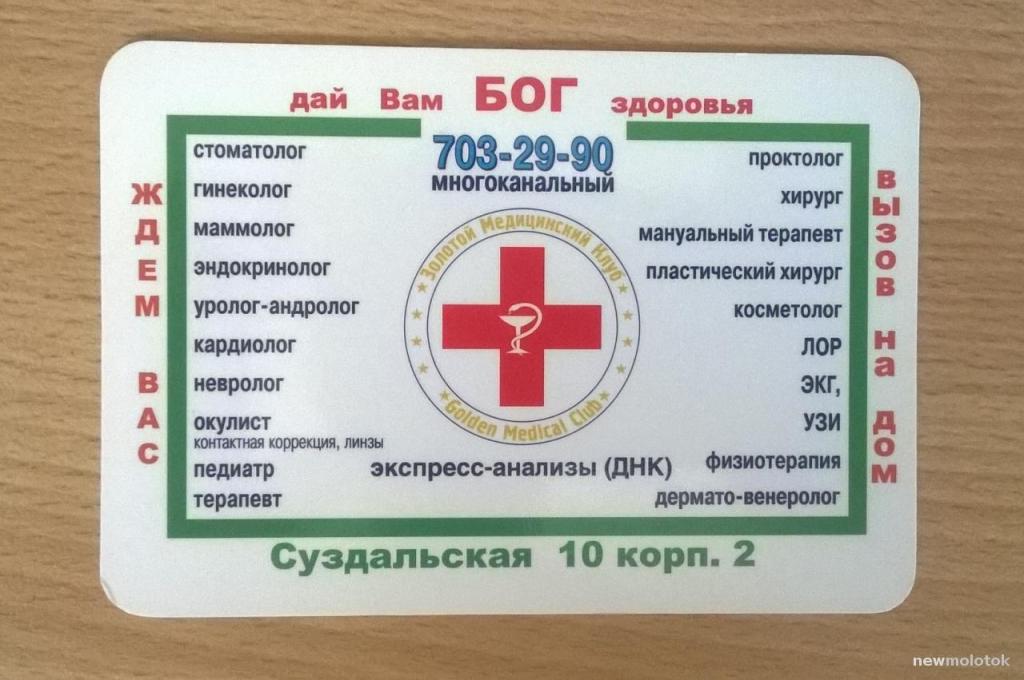 дай Вам БОГ здоровья
703-29-90
многоканальный
ЖДЕМ ВАС
стоматолог
гинеколог
маммолог
эндокринолог
уролог-андролог
кардиолог
невролог
окулист
контактная коррекция, линзы
педиатр
терапевт
Золотой Медицинский Клуб
Golden Medical Club
экспресс-анализы (ДНК)
проктолог
хирург
мануальный терапевт
пластический хирург
косметолог
ЛОР
ЭКГ,
УЗИ
физиотерапия
дермато-венеролог
вызов на дом
Суздальская 10 корп. 2
newmolotok